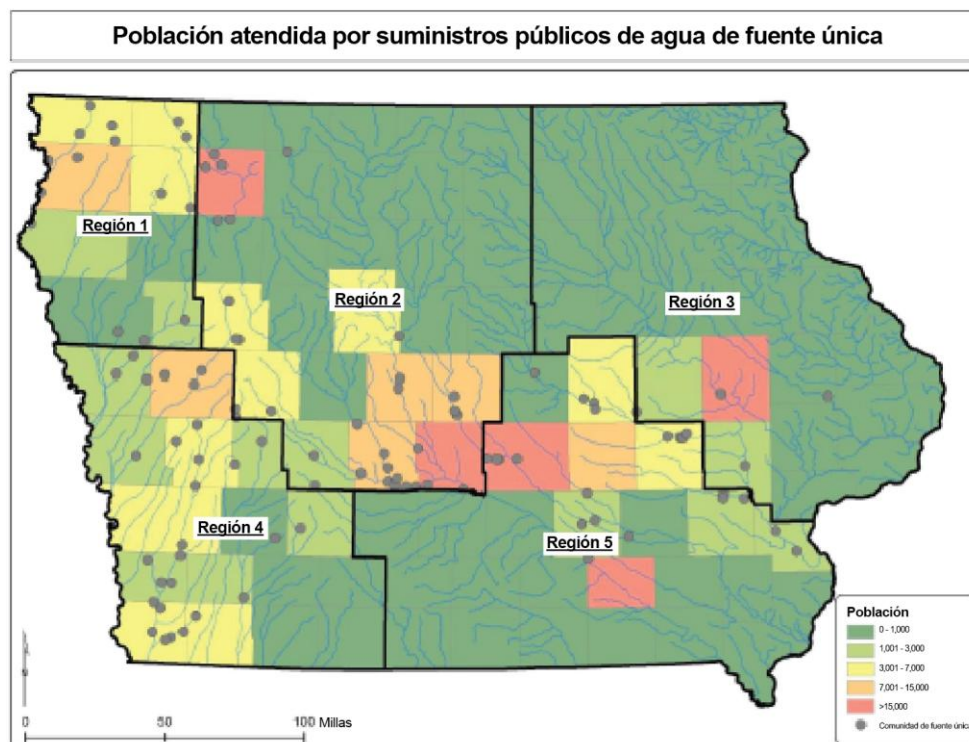 Población atendida por suministros públicos de agua de fuente única
Región 1
Región 2
Región 3
Región 4
Región 5
Población
0 - 1,000
1,001 - 3,000
3,001 - 7,000
7,001 - 15,000
>15,000
Comunidad de fuente única
0 50 100 Millas